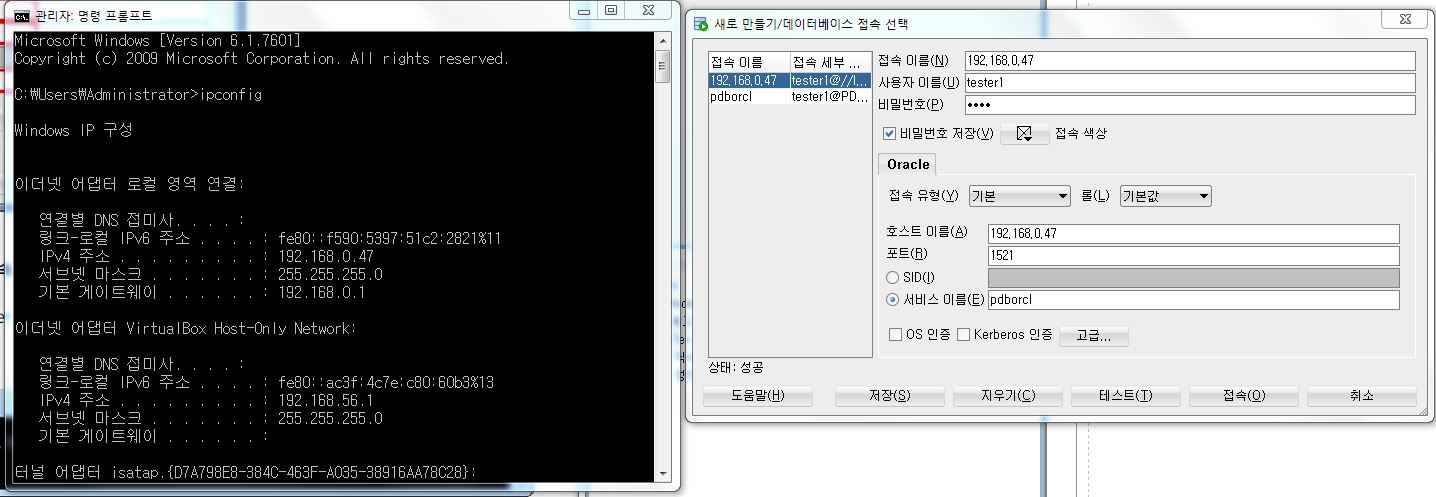 관리자: 명령 프롬프트
Microsoft Windows [Version 6.1.7601]
Copyright (c) 2009 Microsoft Corporation. All rights reserved.
C:\Users\Administrator>ipconfig
Windows IP 구성
이더넷 어댑터 로컬 영역 연결:
연결별 DNS 접미사. . . . :
링크-로컬 IPv6 주소 . . . . : fe80::f590:5397:51c2:2821%11
IPv4 주소 . . . . . . . . . : 192.168.0.47
서브넷 마스크 . . . . . . . : 255.255.255.0
기본 게이트웨이 . . . . . . : 192.168.0.1
이더넷 어댑터 VirtualBox Host-Only Network:
연결별 DNS 접미사. . . . :
링크-로컬 IPv6 주소 . . . . : fe80::ac3f:4c7e:c80:60b3%13
IPv4 주소 . . . . . . . . . : 192.168.56.1
서브넷 마스크 . . . . . . . : 255.255.255.0
기본 게이트웨이 . . . . . . :
터널 어댑터 isatap.{D7A798E8-384C-463F-A035-38916AA78C28}:
새로 만들기/데이터베이스 접속 선택
접속 이름 접속 세부 ...
192,168,0,47 tester1@//l...
pdborcl tester1@PD...
접속 이름(N) 192,168,0,47
사용자 이름(U) tester1
비밀번호(P) ••••
비밀번호 저장(V) 접속 색상
Oracle
접속 유형(Y) 기본 롤(L) 기본값
호스트 이름(A) 192,168,0,47
포트(R) 1521
SID(I)
서비스 이름(E) pdborcl
OS 인증 Kerberos 인증 고급...
상태: 성공
도움말(H) 저장(S) 지우기(C) 테스트(T) 접속(O) 취소